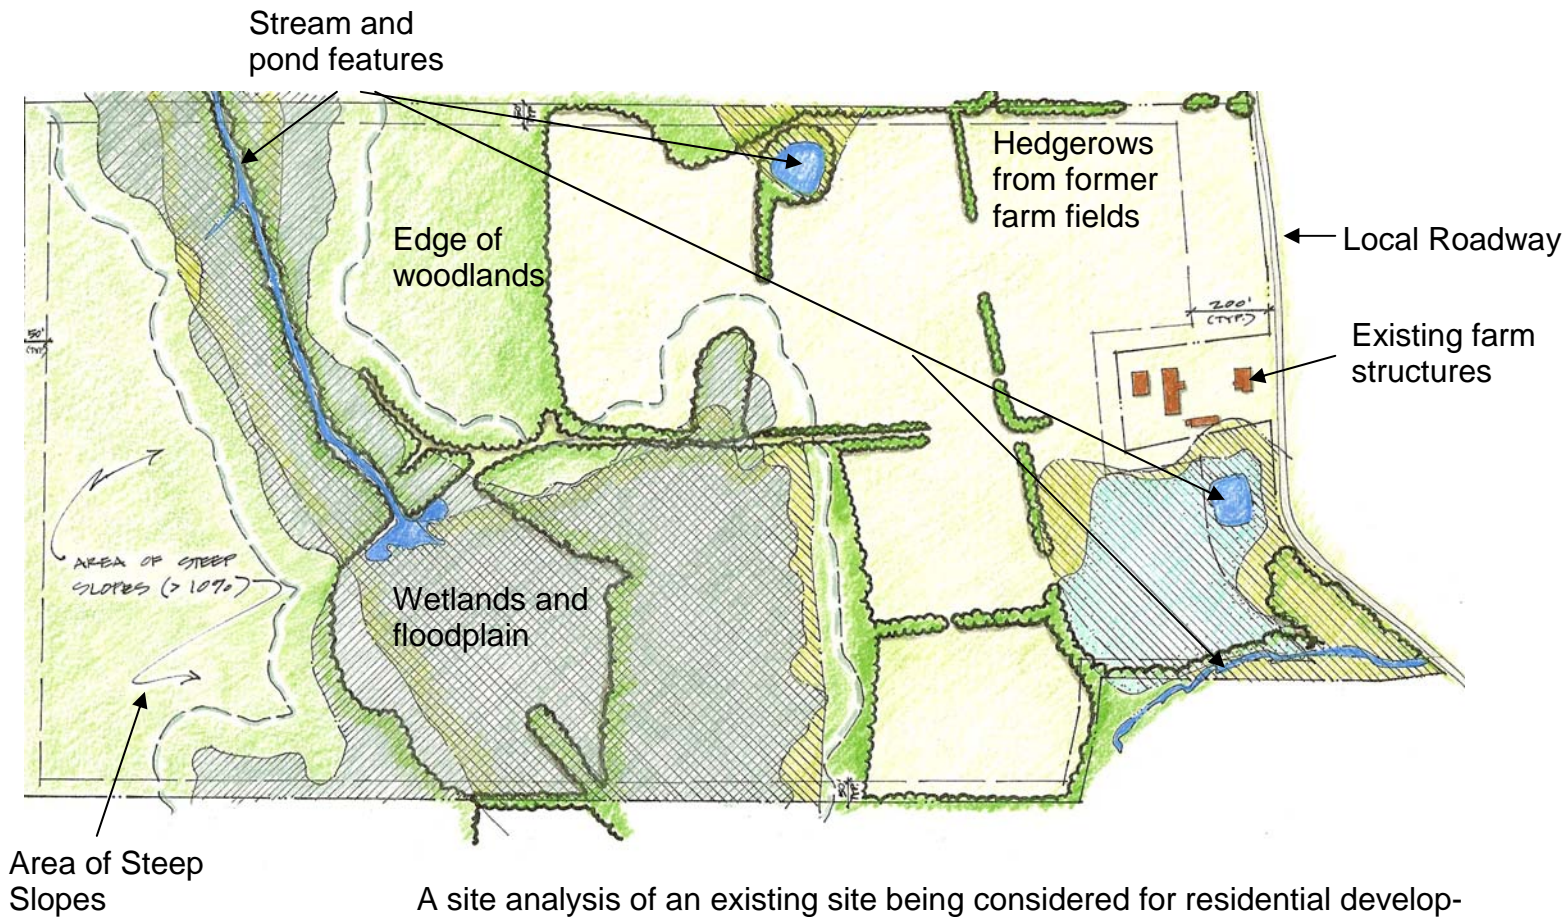 Stream and
pond features
Hedgerows
from former
farm fields
Edge of
woodlands
Local Roadway
200'
(TYP.)
50'
(TYP.)
Existing farm
structures
AREA OF STEEP
SLOPES (>10%)
Wetlands and
floodplain
Area of Steep
Slopes
A site analysis of an existing site being considered for residential develop-